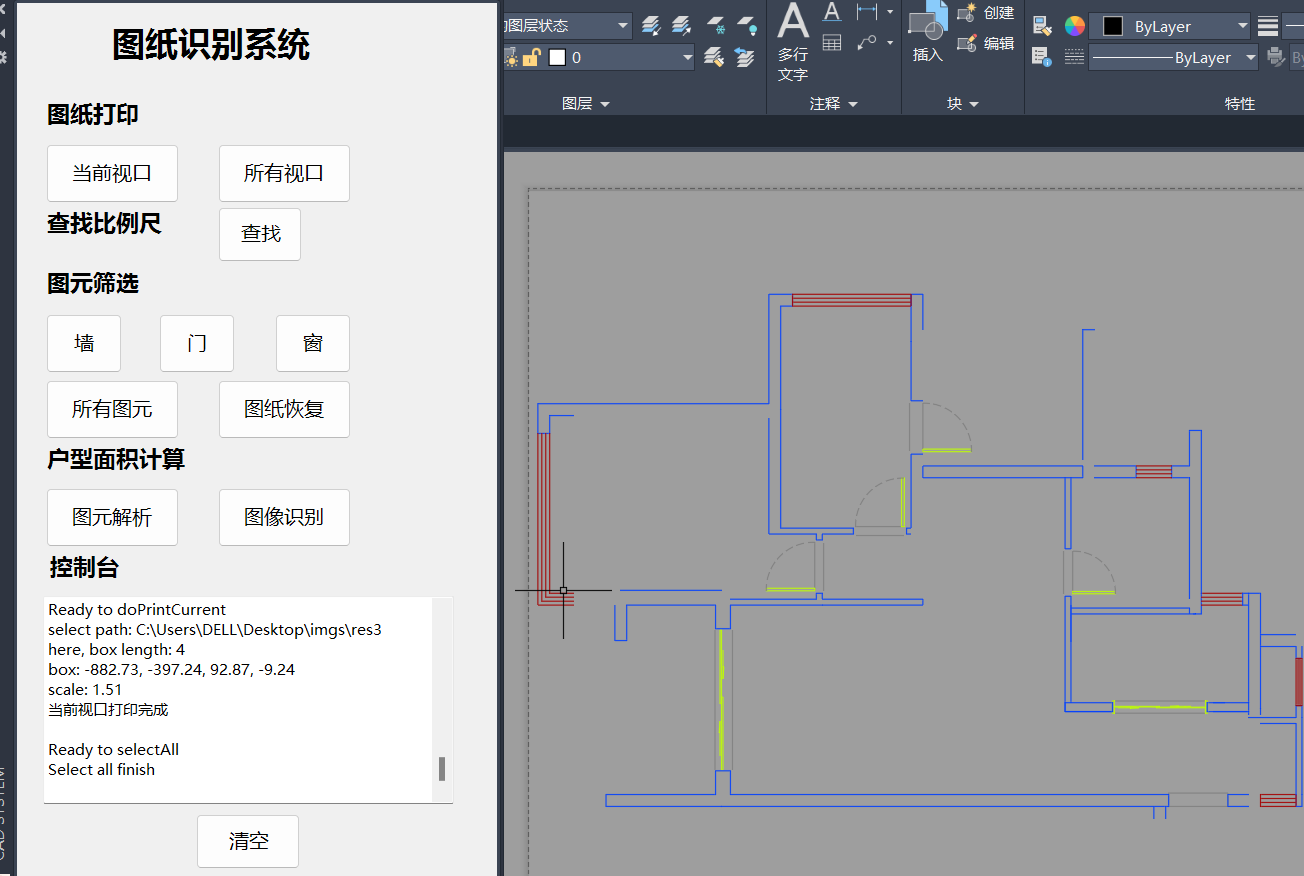 图纸识别系统
图纸打印
当前视口
所有视口
查找比例尺
查找
图元筛选
墙
门
窗
所有图元
图纸恢复
户型面积计算
图元解析
图像识别
控制台
Ready to doPrintCurrent
select path: C:\Users\DELL\Desktop\imgs\res3
here, box length: 4
box: -882.73, -397.24, 92.87, -9.24
scale: 1.51
当前视口打印完成
Ready to selectAll
Select all finish
清空
图层状态
0
图层
A
多行
文字
A
注释
插入
创建
编辑
块
ByLayer
ByLayer
特性